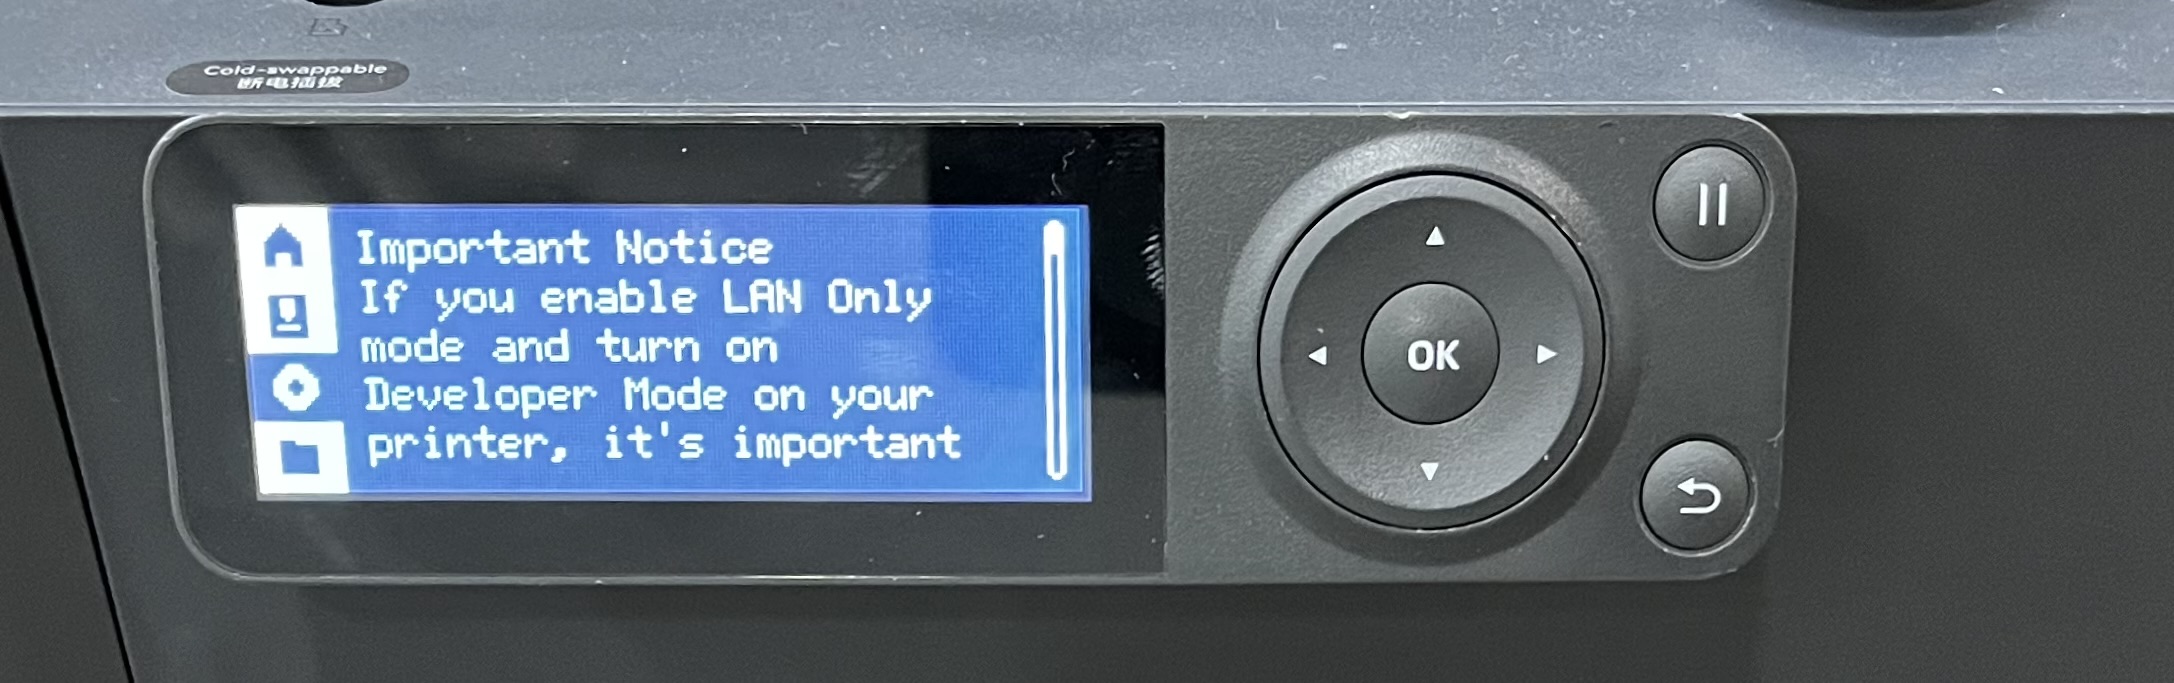 Cold-swappable
断电插拔
Important Notice
If you enable LAN Only
mode and turn on
Developer Mode on your
printer, it's important
OK